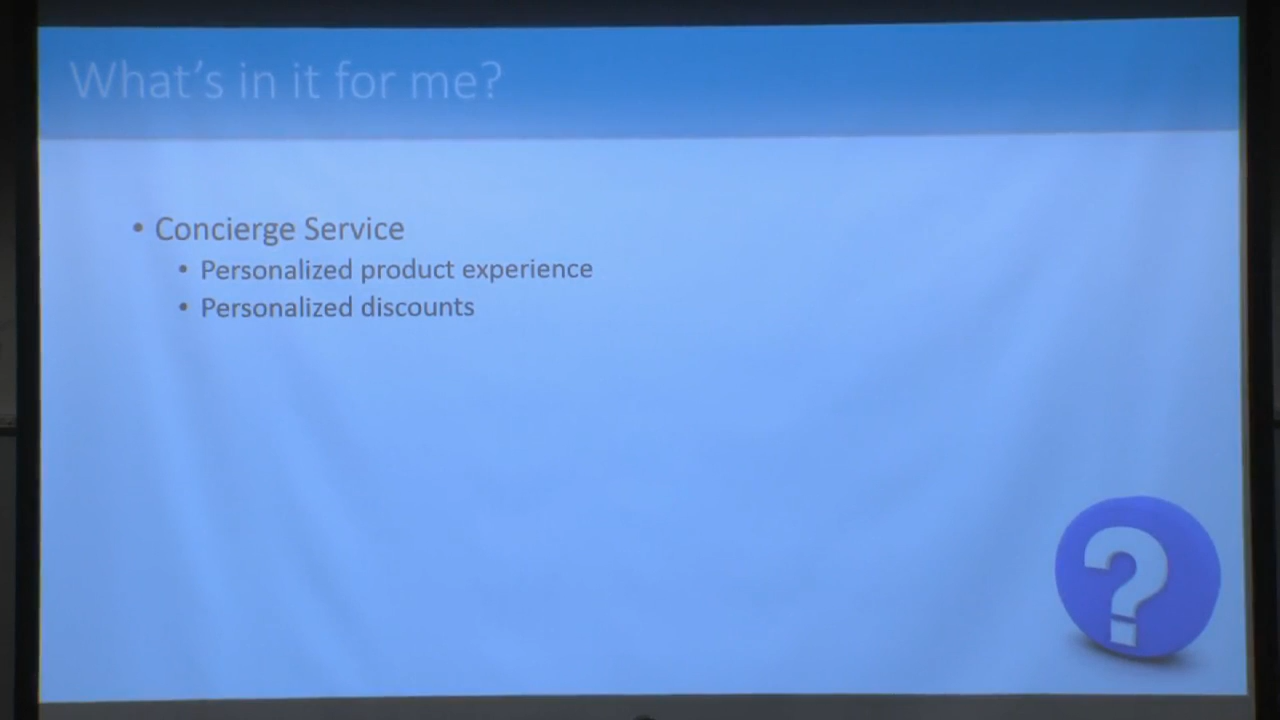 What's in it for me?
• Concierge Service
• Personalized product experience
• Personalized discounts
?